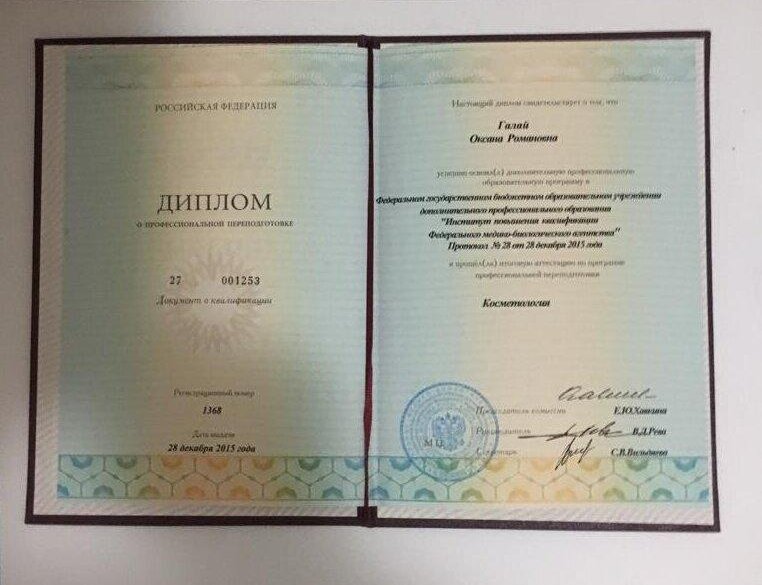 РОССИЙСКАЯ ФЕДЕРАЦИЯ
ДИПЛОМ
О ПРОФЕССИОНАЛЬНОЙ ПЕРЕПОДГОТОВКЕ
27 001253
Документ о квалификации
Регистрационный номер
1368
Дата выдачи
28 декабря 2015 года
Настоящий диплом свидетельствует о том, что
Галай
Оксана Романовна
успешно освоил(а) дополнительную профессиональную
образовательную программу в
Федеральном государственном бюджетном образовательном учреждении
дополнительного профессионального образования
"Институт повышения квалификации
Федерального медико-биологического агентства"
Протокол № 28 от 28 декабря 2015 года
и прошёл(ла) итоговую аттестацию по программе
профессиональной переподготовки
Косметология
Председатель комиссии
Руководитель В.Д.Рева
М.П.
Секретарь